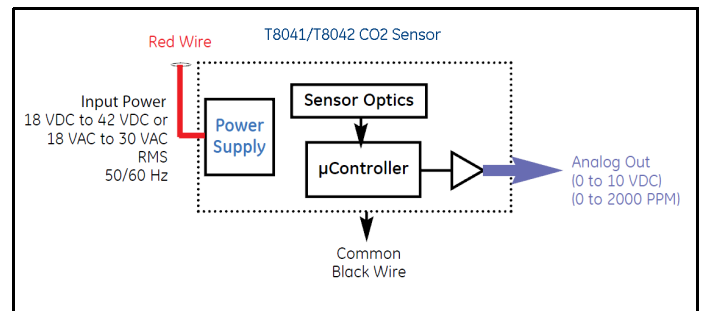 T8041/T8042 CO2 Sensor
Red Wire
Input Power
18 VDC to 42 VDC or
18 VAC to 30 VAC
RMS
50/60 Hz
Power
Supply
Sensor Optics
µController
Analog Out
(0 to 10 VDC)
(0 to 2000 PPM)
Common
Black Wire